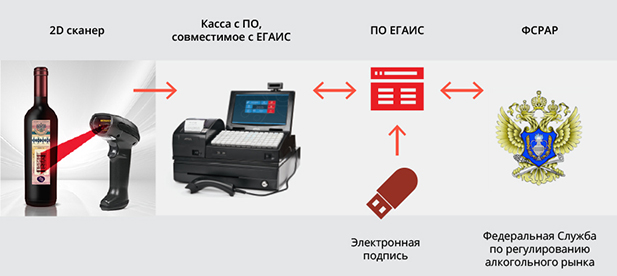 2D сканер
Касса с ПО,
совместимое с ЕГАИС
ПО ЕГАИС
ФСРАР
Электронная
подпись
Федеральная Служба
по регулированию
алкогольного рынка